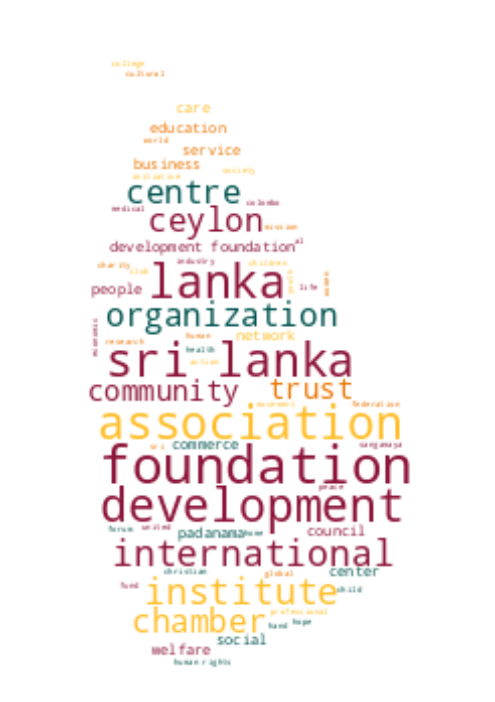 college
cultural
care
education
world
service
business
society
initiative
centre
medical
colombo
ceylon
mission
development foundation
al
industry
charity
children
club
lanka
youth
women
people
life
organization
economic
research
human
network
health
sri lanka
action
community
trust
movement
federation
association
sri
commerce
sangamaya
foundation
peace
development
forum
united
padanama
home
council
international
christian
global
center
fund
institute
child
professional
chamber
hand
hope
social
welfare
human rights